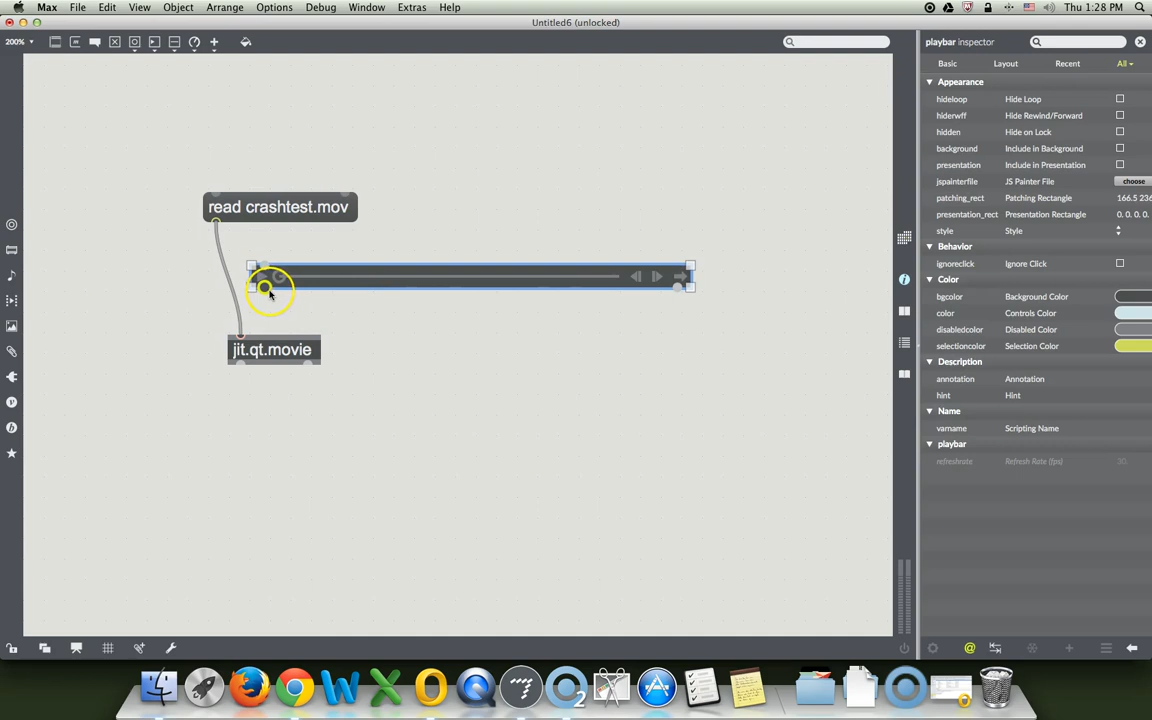 Max File Edit View Object Arrange Options Debug Window Extras Help Thu 1:28 PM
Untitled6 (unlocked)
200%
playbar inspector
Basic Layout Recent All
Appearance
hideloop Hide Loop
hiderwff Hide Rewind/Forward
hidden Hide on Lock
background Include in Background
presentation Include in Presentation
jspainterfile JS Painter File choose
patching_rect Patching Rectangle 166.5 236
presentation_rect Presentation Rectangle 0. 0. 0. 0.
style Style
Behavior
ignoreclick Ignore Click
Color
bgcolor Background Color
color Controls Color
disabledcolor Disabled Color
selectioncolor Selection Color
Description
annotation Annotation
hint Hint
Name
varname Scripting Name
playbar
refreshrate Refresh Rate (fps) 30.
read crashtest.mov
jit.qt.movie
2